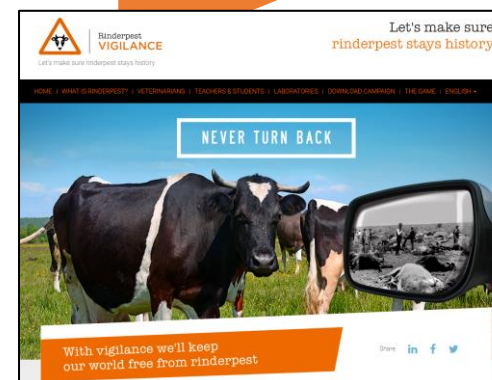 Rinderpest
VIGILANCE
Let's make sure rinderpest stays history
Let's make sure
rinderpest stays history
HOME | WHAT IS RINDERPEST? | VETERINARIANS | TEACHERS & STUDENTS | LABORATORIES | DOWNLOAD CAMPAIGN | THE GAME | ENGLISH
NEVER TURN BACK
With vigilance we'll keep
our world free from rinderpest
Share in f